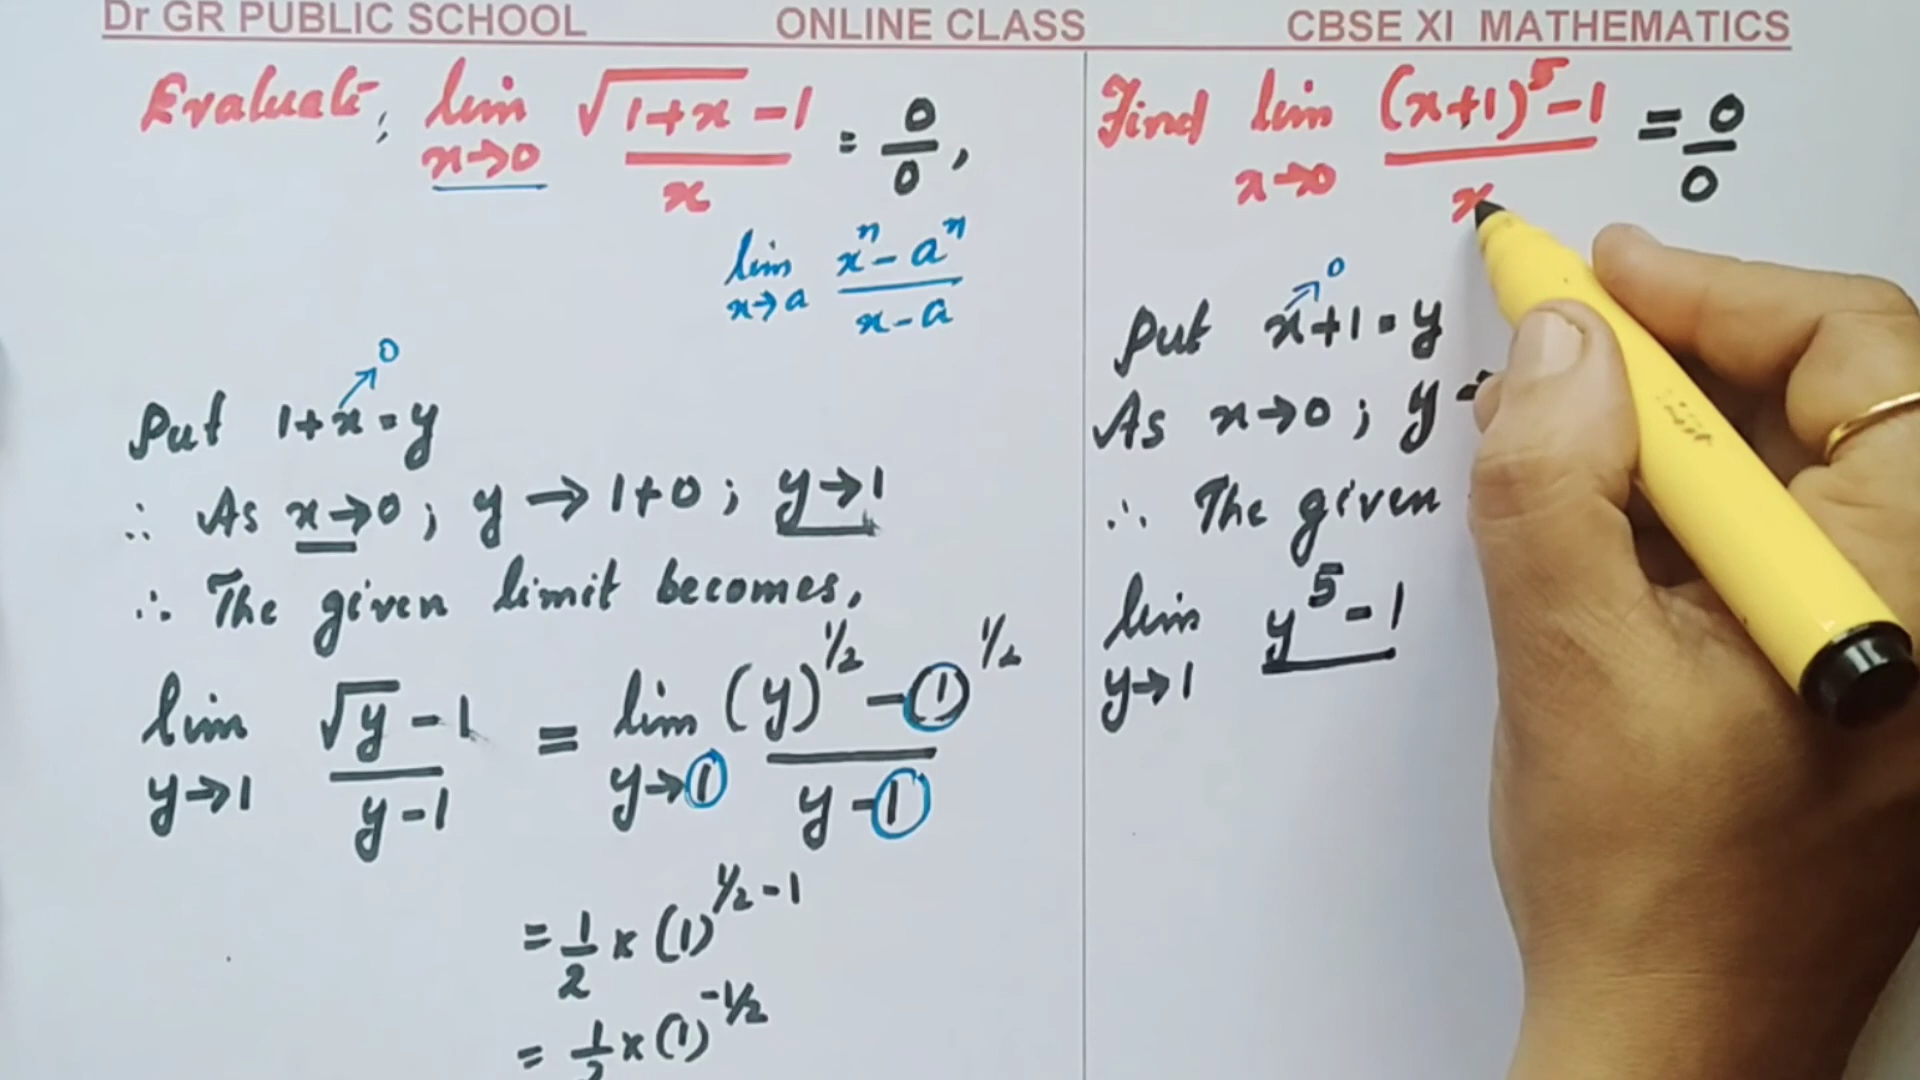 Dr GR PUBLIC SCHOOL ONLINE CLASS CBSE XI MATHEMATICS
Evaluate, lim x→0 (√(1+x) - 1)/x = 0/0,
lim x→a (xⁿ - aⁿ)/(x - a)
0
Put 1+x = y
∴ As x→0; y → 1+0; y→1
∴ The given limit becomes,
lim y→1 (√y - 1)/(y - 1) = lim y→1 ((y)^1/2 - 1^1/2)/(y - 1)
= 1/2 × (1)^1/2 - 1
= 1/2 × (1)^-1/2
Find lim x→0 ((x+1)⁵ - 1)/x = 0/0
0
Put x+1 = y
As x→0; y →
∴ The given
lim y→1 y⁵ - 1